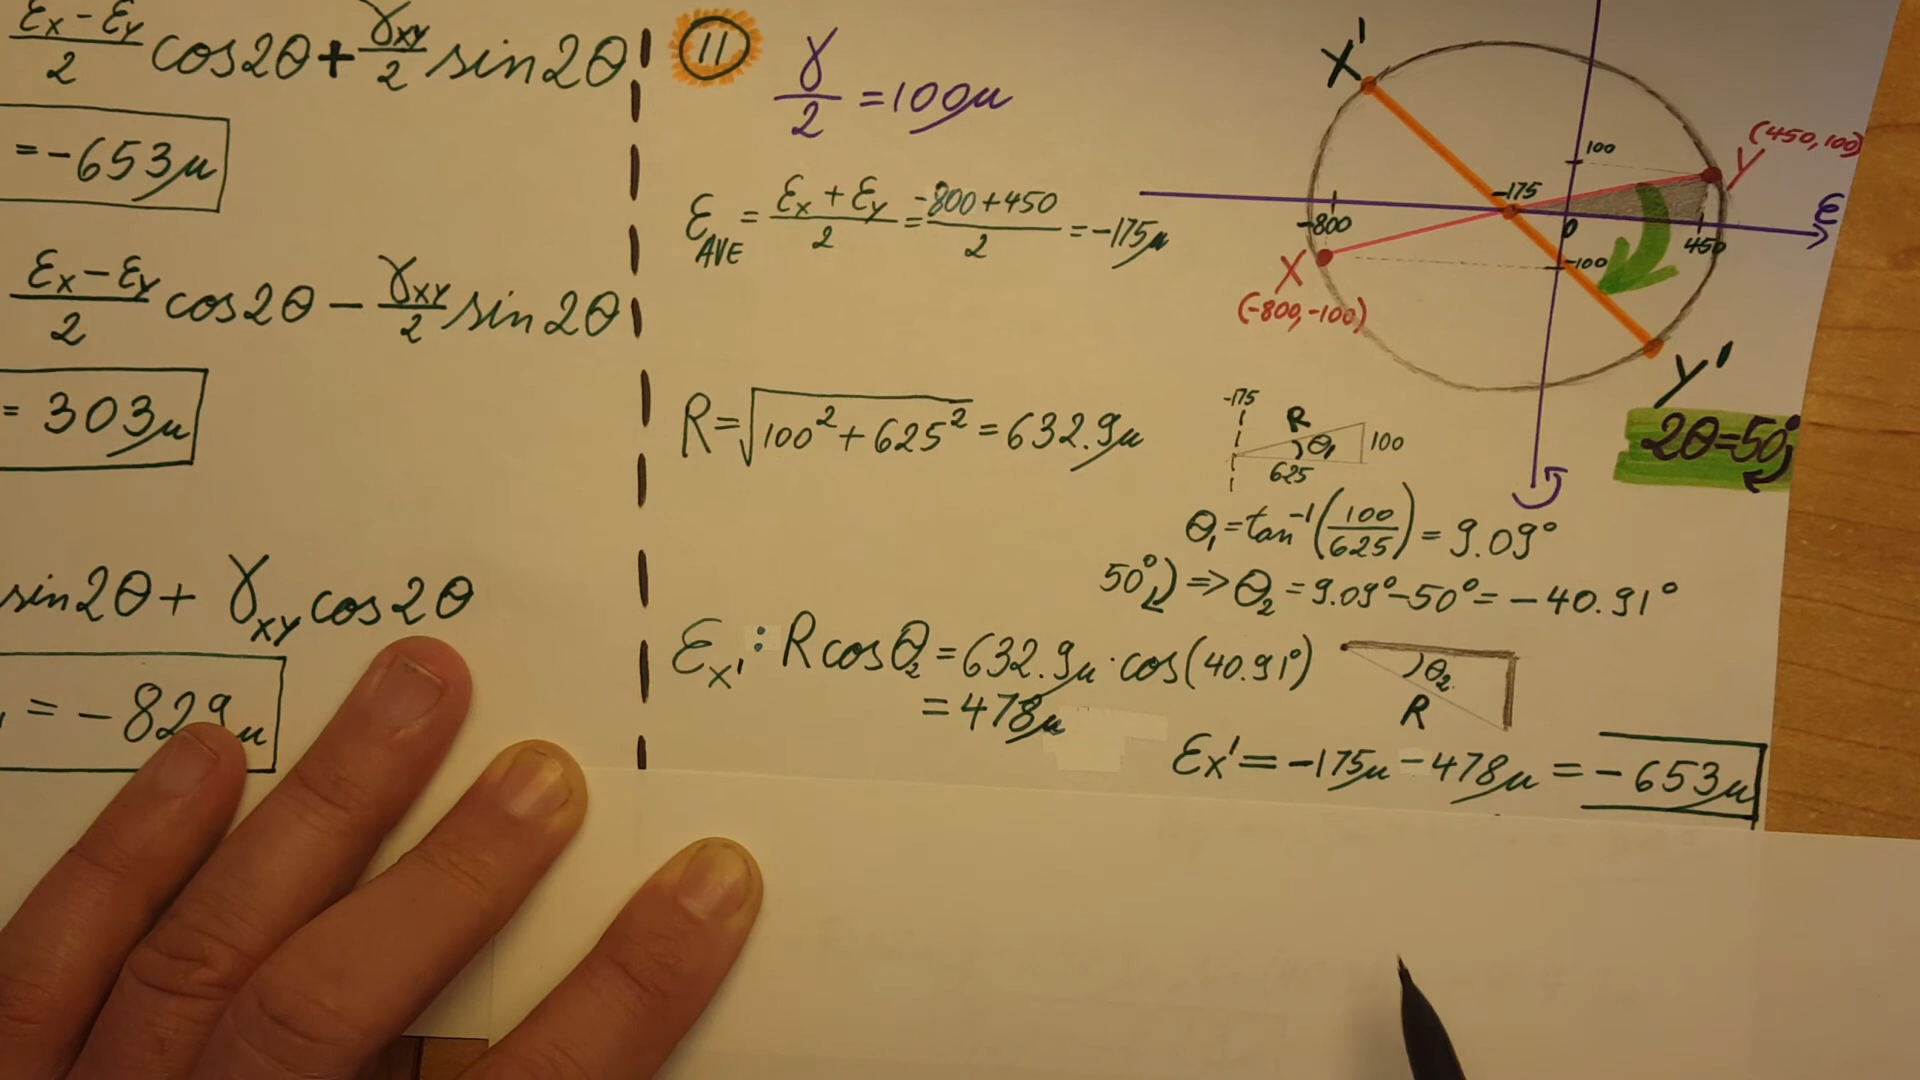 εx - εy / 2 cos2θ + γxy / 2 sin2θ
= -653μ
εx - εy / 2 cos2θ - γxy / 2 sin2θ
= 303μ
sin2θ + γxy cos2θ
= -829μ
11
γ / 2 = 100μ
εAVE = εx + εy / 2 = -800+450 / 2 = -175μ
R = √100² + 625² = 632.9μ
X'
(450,100)
Y
100
-175
ε
-800
0
450
-100
X
(-800,-100)
Y'
2θ=50°
-175
R
θ₁
100
625
θ₁ = tan⁻¹(100/625) = 9.09°
50° ⇒ θ₂ = 9.09° - 50° = -40.91°
εx' : R cosθ₂ = 632.9μ · cos(40.91°)
= 478μ
θ₂
R
εx' = -175μ - 478μ = -653μ